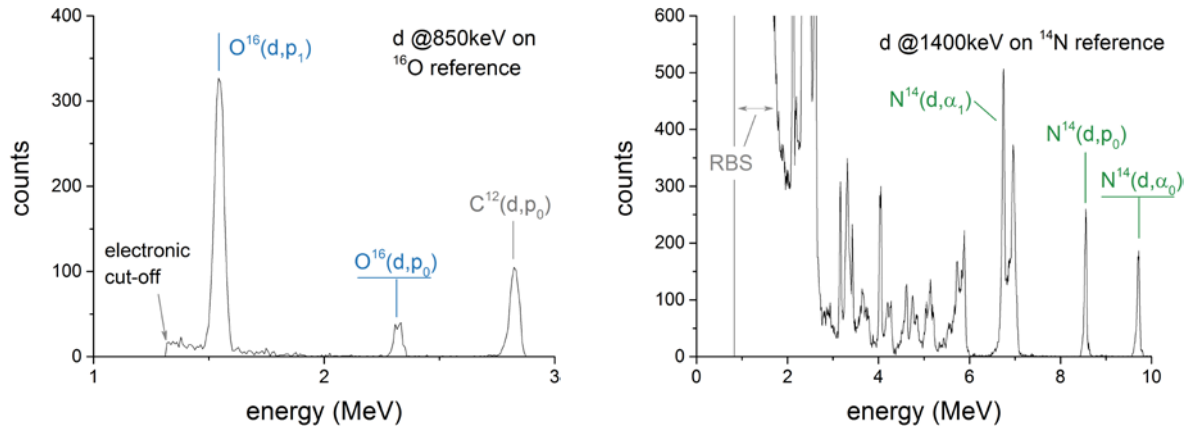 400
300
200
100
0
counts
O¹⁶(d,p₁)
d @850keV on
¹⁶O reference
C¹²(d,p₀)
electronic
cut-off
O¹⁶(d,p₀)
1
2
3
energy (MeV)
600
500
400
300
200
100
0
counts
d @1400keV on ¹⁴N reference
N¹⁴(d,α₁)
N¹⁴(d,p₀)
RBS
N¹⁴(d,α₀)
0
2
4
6
8
10
energy (MeV)